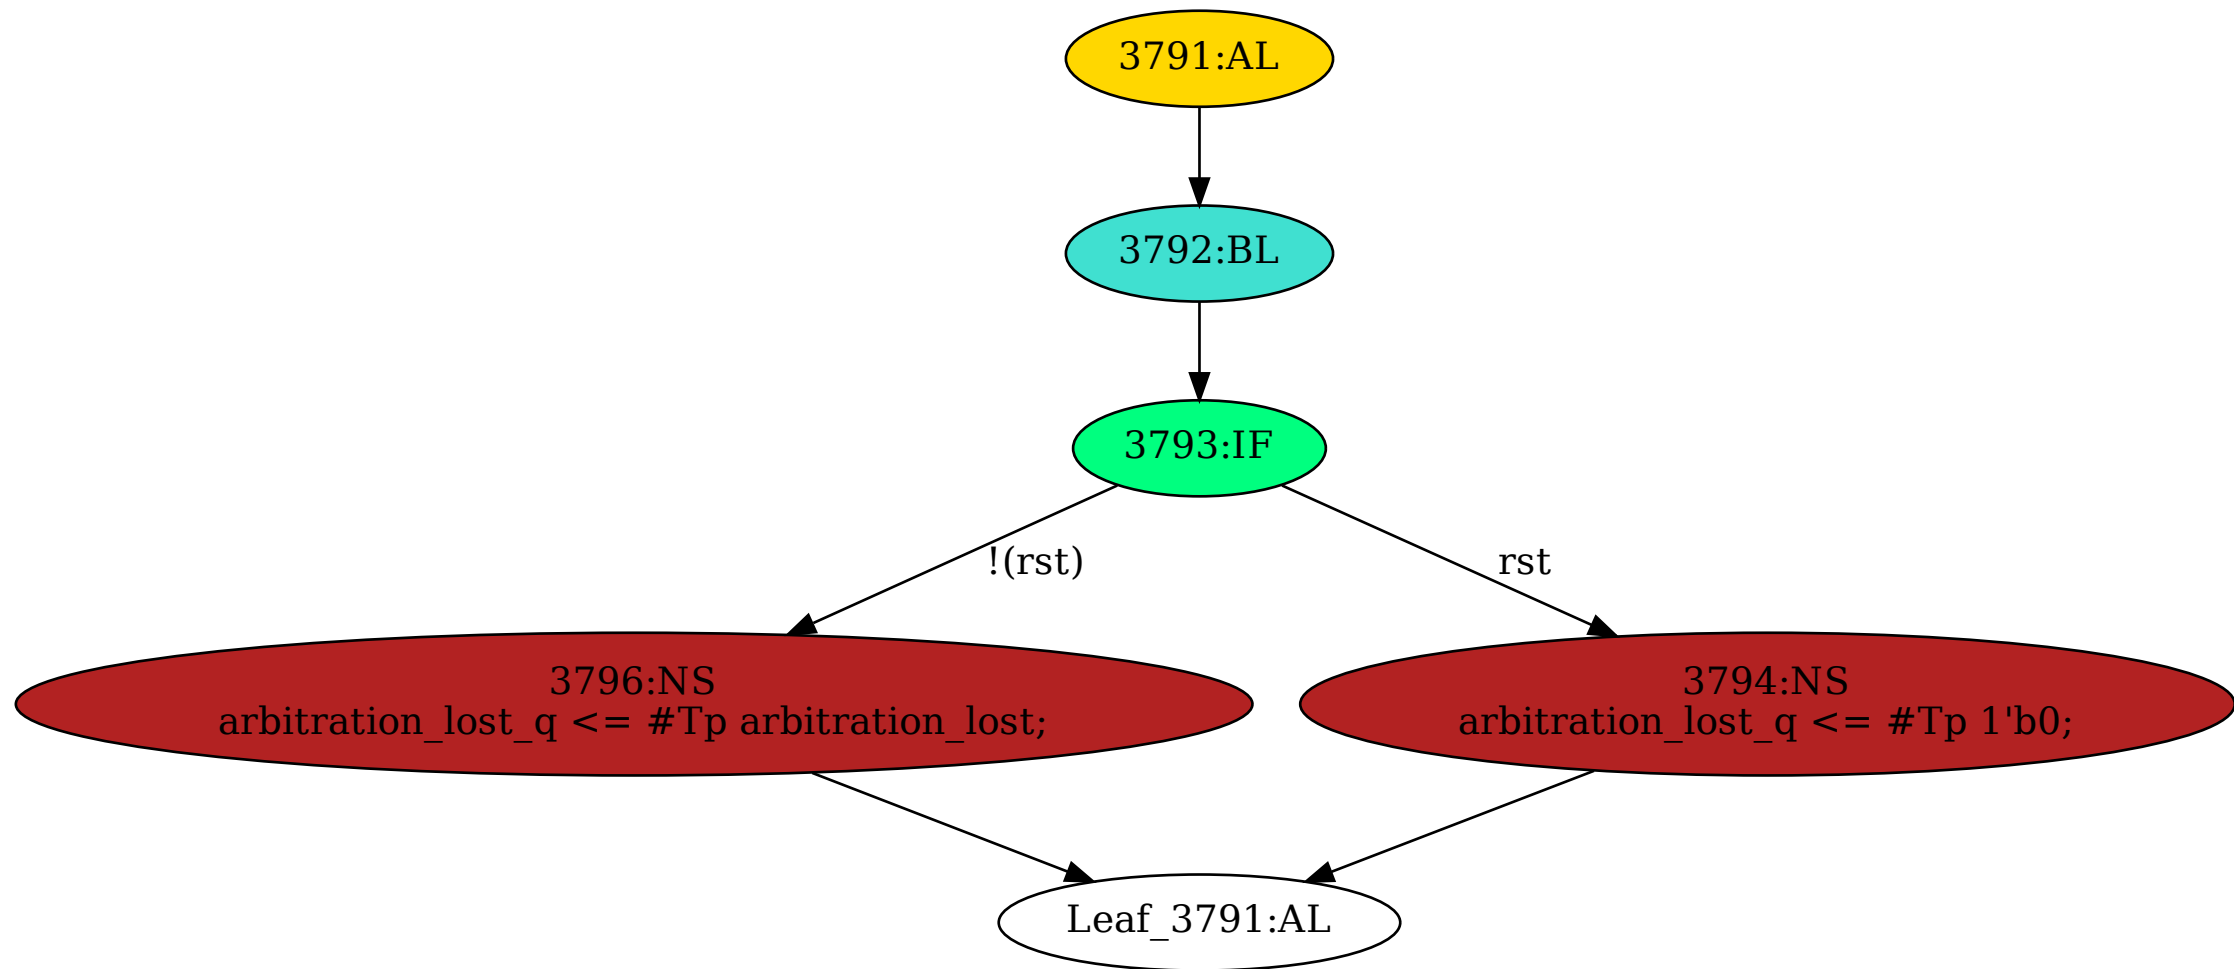 3791:AL
3792:BL
3793:IF
!(rst)
rst
3796:NS
arbitration_lost_q <= #Tp arbitration_lost;
3794:NS
arbitration_lost_q <= #Tp 1'b0;
Leaf_3791:AL